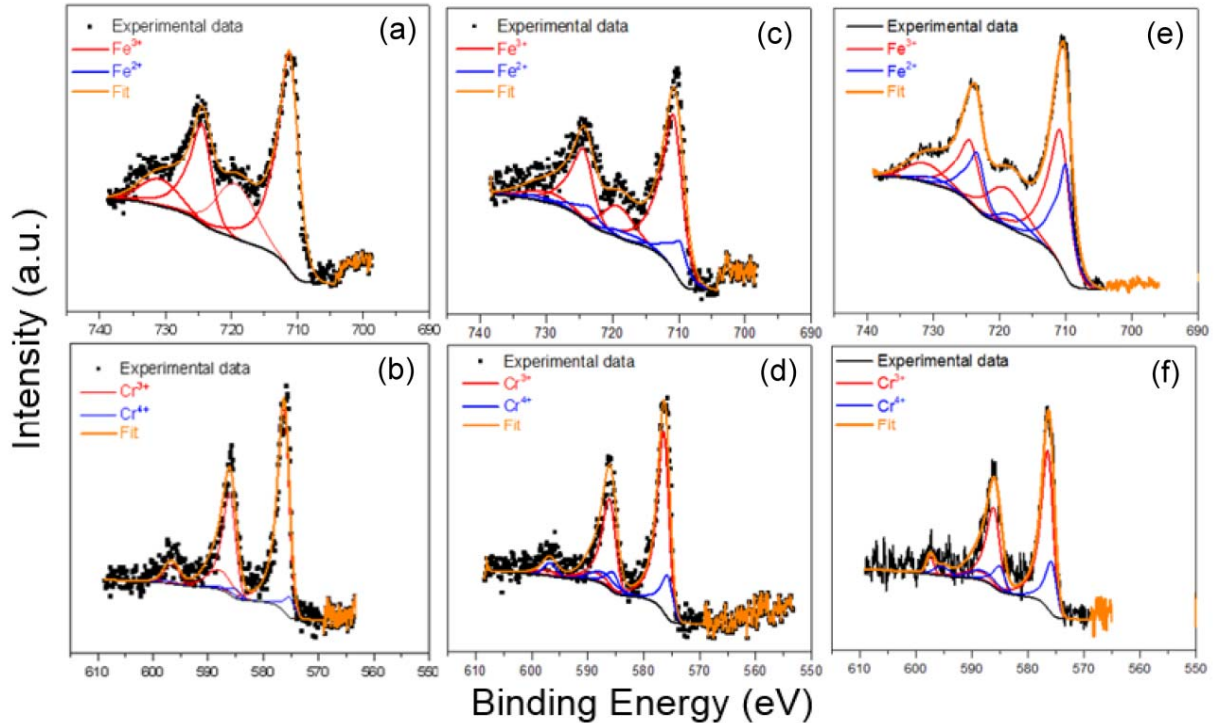 Intensity (a.u.)
(a)
Experimental data
Fe³⁺
Fe²⁺
Fit
740 730 720 710 700 690
(c)
Experimental data
Fe³⁺
Fe²⁺
Fit
740 730 720 710 700 690
(e)
Experimental data
Fe³⁺
Fe²⁺
Fit
740 730 720 710 700 690
(b)
Experimental data
Cr³⁺
Cr⁴⁺
Fit
610 600 590 580 570 560 550
(d)
Experimental data
Cr³⁺
Cr⁴⁺
Fit
610 600 590 580 570 560 550
(f)
Experimental data
Cr³⁺
Cr⁴⁺
Fit
610 600 590 580 570 560 550
Binding Energy (eV)